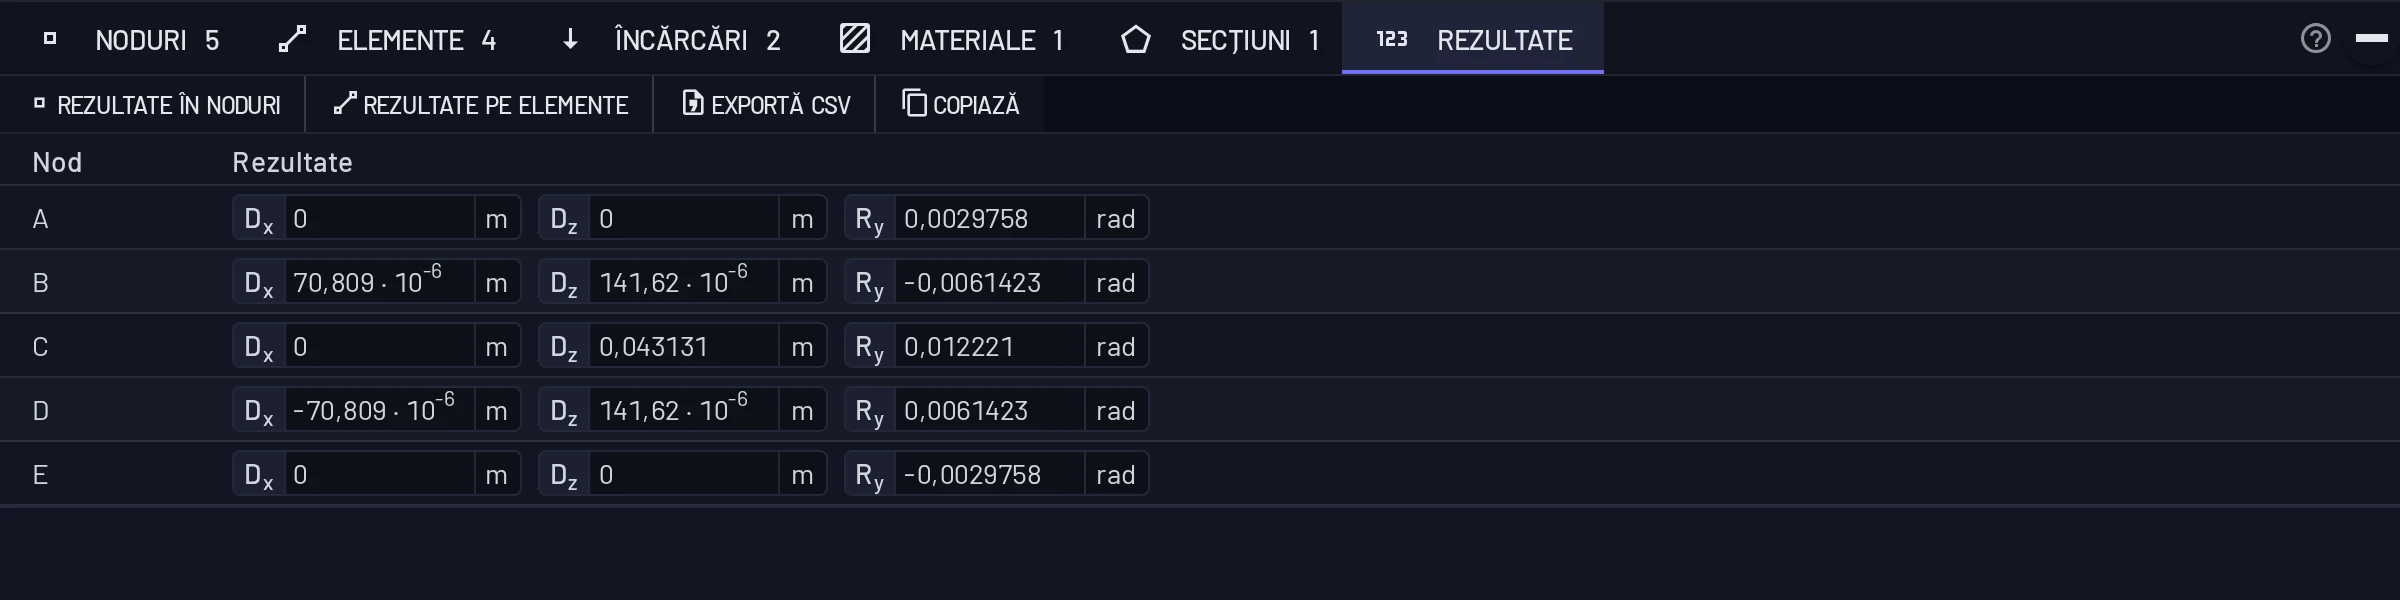 NODURI 5 ELEMENTE 4 ÎNCĂRCĂRI 2 MATERIALE 1 SECȚIUNI 1 123 REZULTATE ?
REZULTATE ÎN NODURI REZULTATE PE ELEMENTE EXPORTĂ CSV COPIAZĂ
Nod Rezultate
A Dx 0 m Dz 0 m Ry 0,0029758 rad
B Dx 70,809 · 10^-6 m Dz 141,62 · 10^-6 m Ry -0,0061423 rad
C Dx 0 m Dz 0,043131 m Ry 0,012221 rad
D Dx -70,809 · 10^-6 m Dz 141,62 · 10^-6 m Ry 0,0061423 rad
E Dx 0 m Dz 0 m Ry -0,0029758 rad